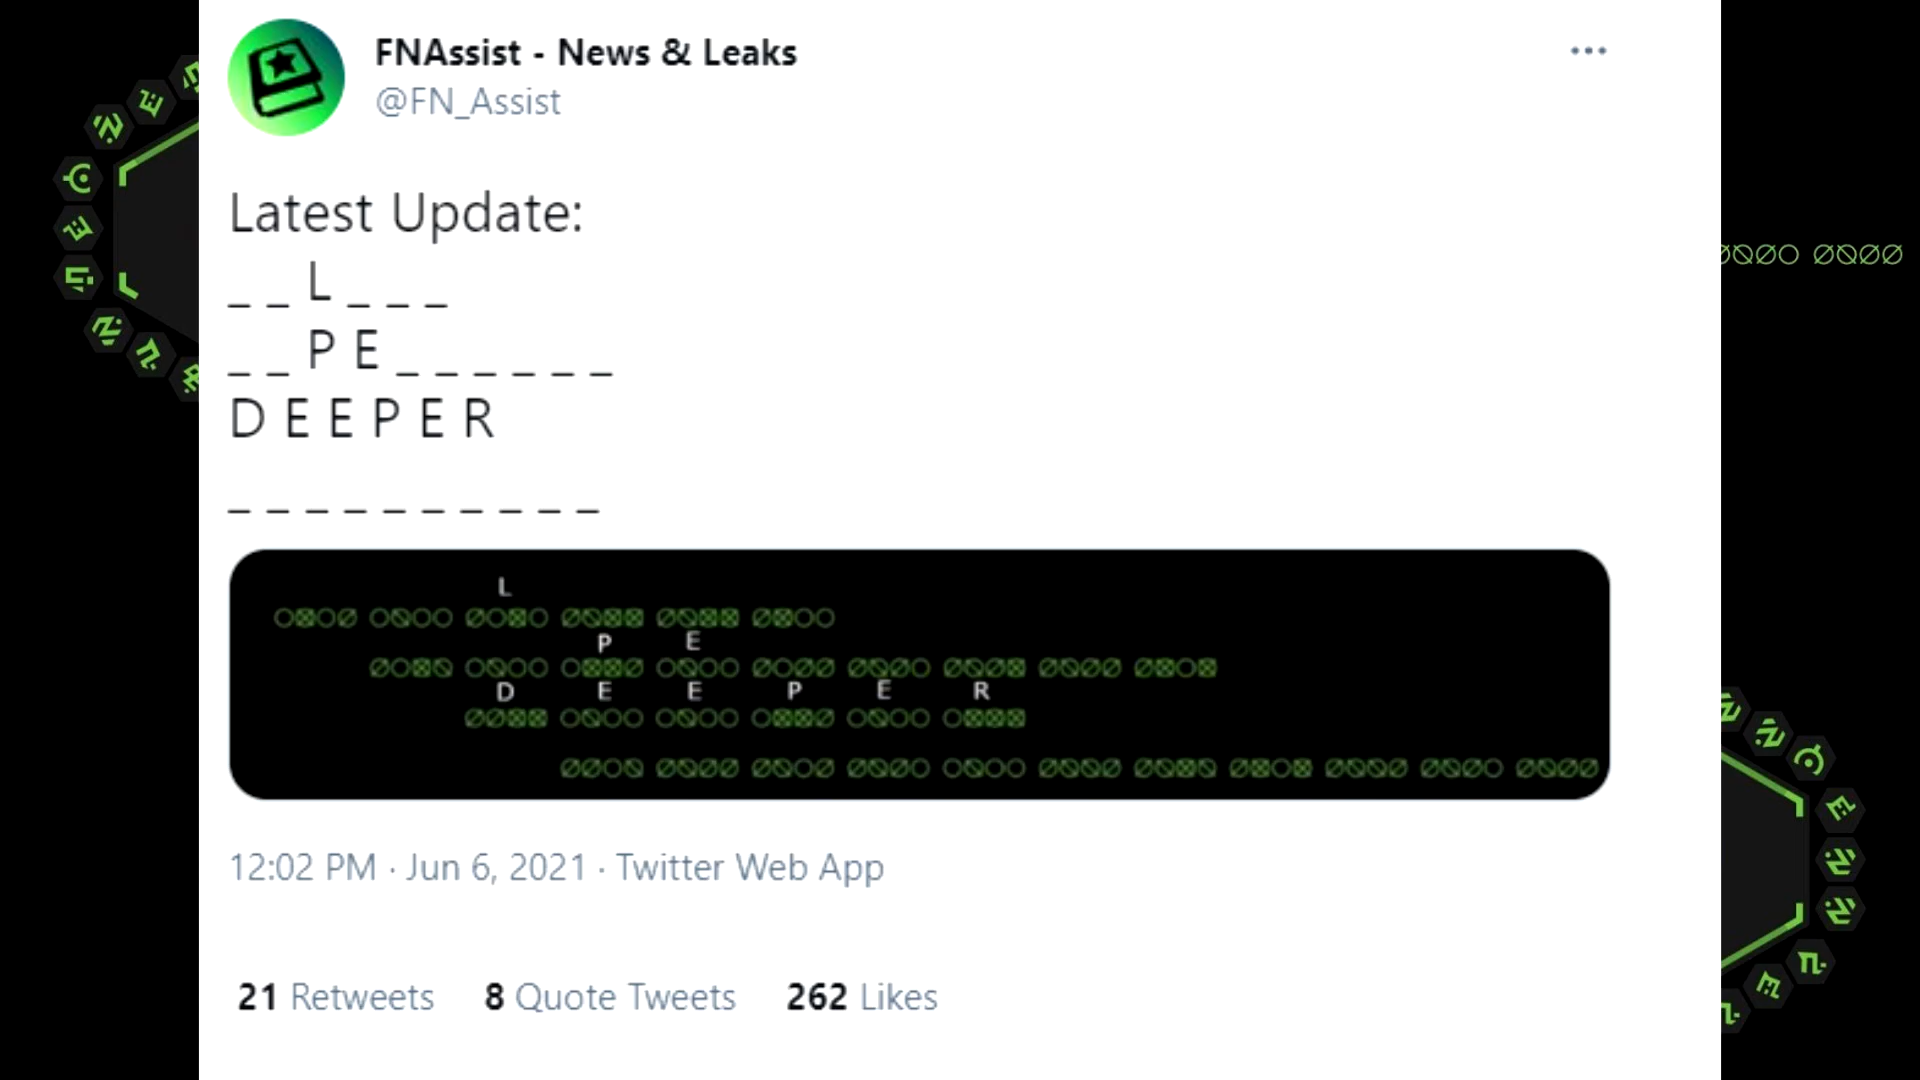 FNAssist - News & Leaks
@FN_Assist
Latest Update:
_ _ L _ _ _
_ _ P E _ _ _ _ _ _
D E E P E R
_ _ _ _ _ _ _ _ _ _
L
P E
D E E P E R
12:02 PM · Jun 6, 2021 · Twitter Web App
21 Retweets 8 Quote Tweets 262 Likes